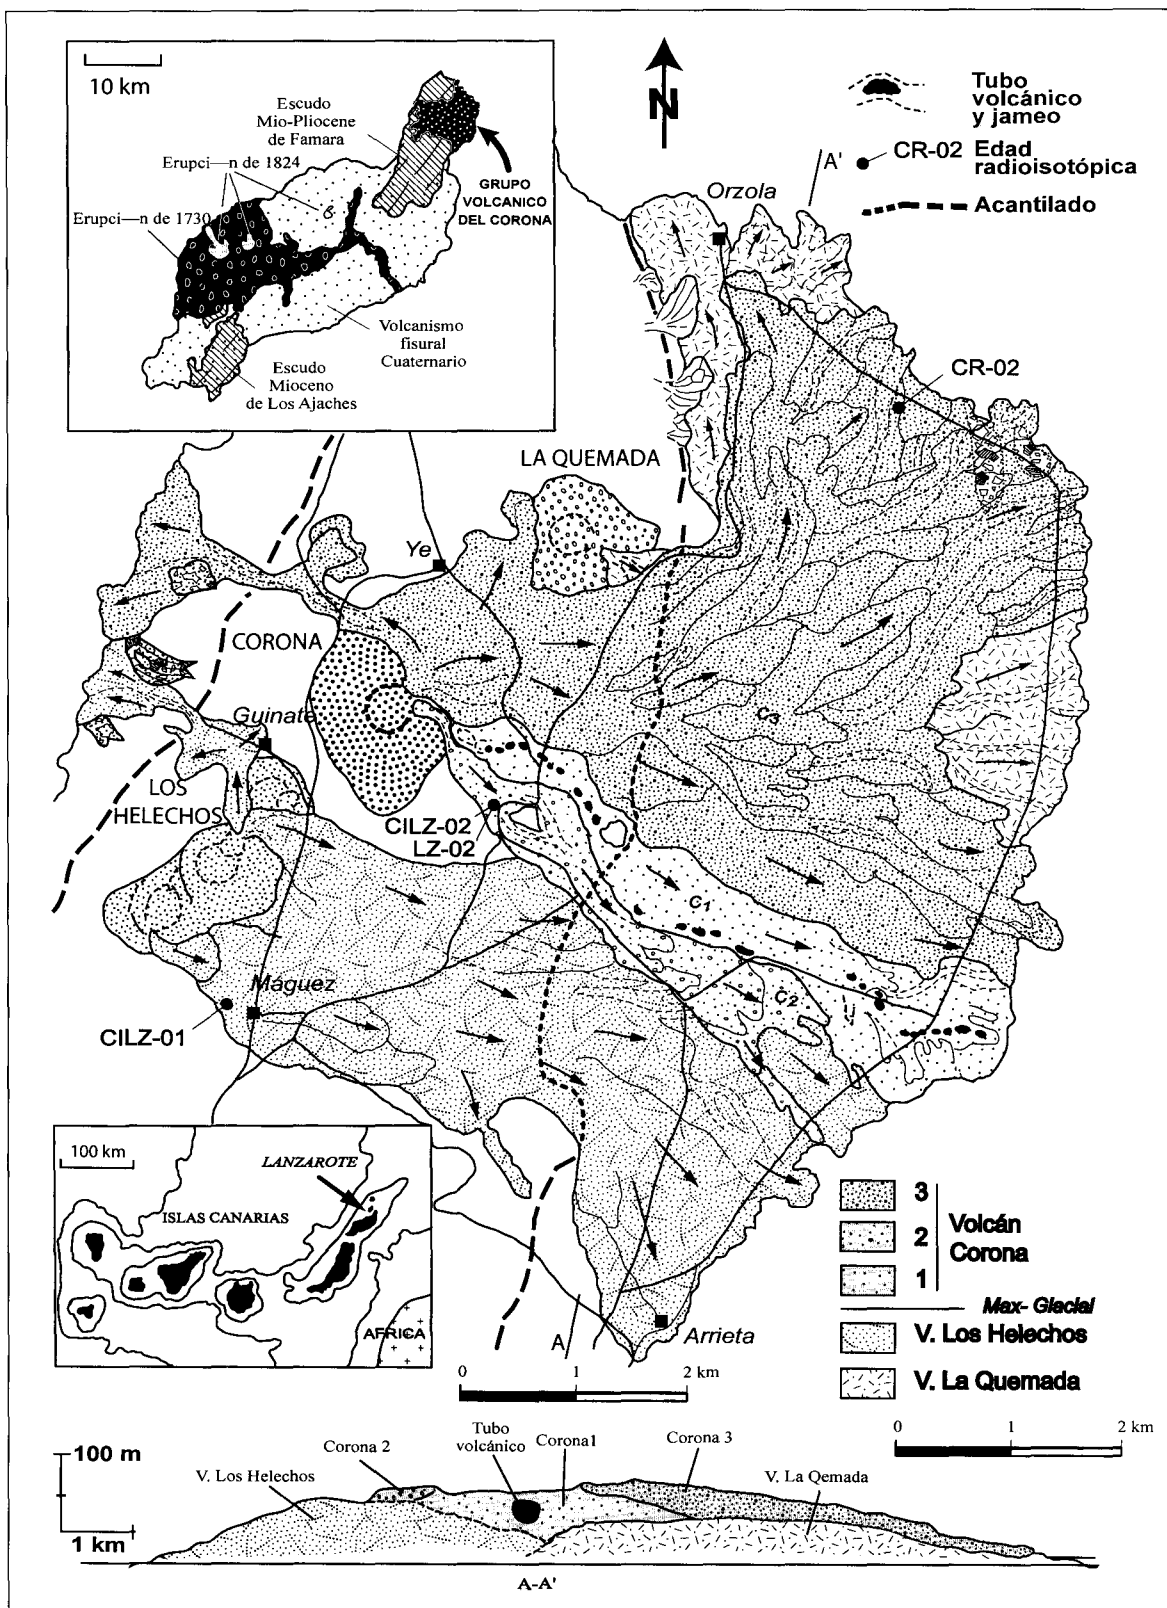 10 km
Escudo
Mio-Pliocene
de Famara
Erupci—n de 1824
Erupci—n de 1730
GRUPO
VOLCANICO
DEL CORONA
Volcanismo
fisural
Cuaternario
Escudo
Mioceno
de Los Ajaches
N
Tubo
volcánico
y jameo
CR-02 Edad
radioisotópica
Acantilado
A'
Orzola
CR-02
LA QUEMADA
Ye
CORONA
Guinate
LOS
HELECHOS
C3
CILZ-02
LZ-02
C1
C2
Máguez
CILZ-01
100 km
LANZAROTE
ISLAS CANARIAS
AFRICA
A
Arrieta
3
2
1
Volcán
Corona
Max- Glacial
V. Los Helechos
V. La Quemada
0 1 2 km
0 1 2 km
100 m
1 km
V. Los Helechos
Corona 2
Tubo
volcánico
Corona1
Corona 3
V. La Qemada
A-A'